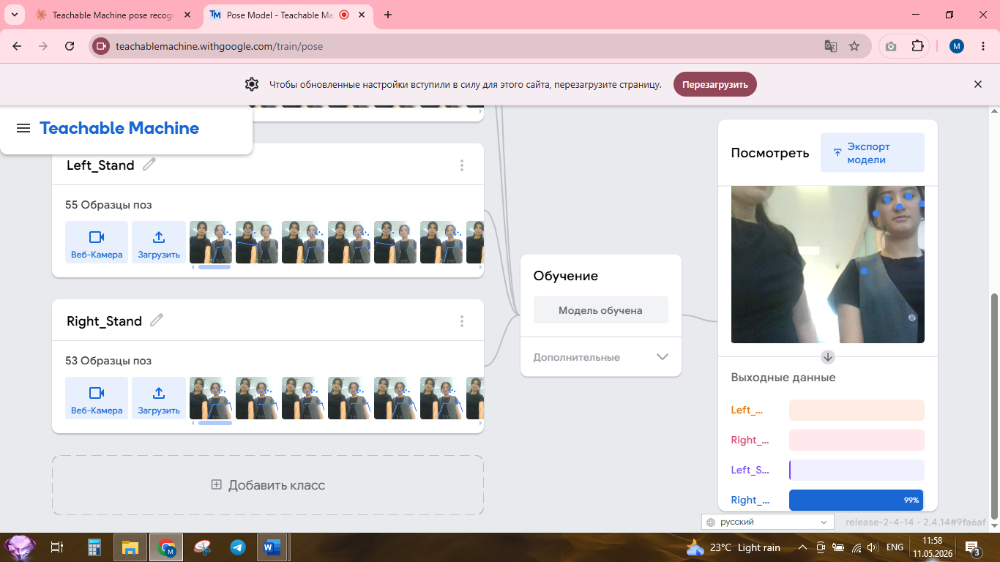 Teachable Machine pose recogr
Pose Model - Teachable Ma
teachablemachine.withgoogle.com/train/pose
M
Чтобы обновленные настройки вступили в силу для этого сайта, перезагрузите страницу.
Перезагрузить
Teachable Machine
Left_Stand
55 Образцы поз
Веб-Камера
Загрузить
Right_Stand
53 Образцы поз
Веб-Камера
Загрузить
Добавить класс
Обучение
Модель обучена
Дополнительные
Посмотреть
Экспорт
модели
Выходные данные
Left_...
Right_...
Left_S...
Right_...
99%
русский
release-2-4-14 - 2.4.14#9fa6af
23°C Light rain
ENG
11:58
11.05.2026
3